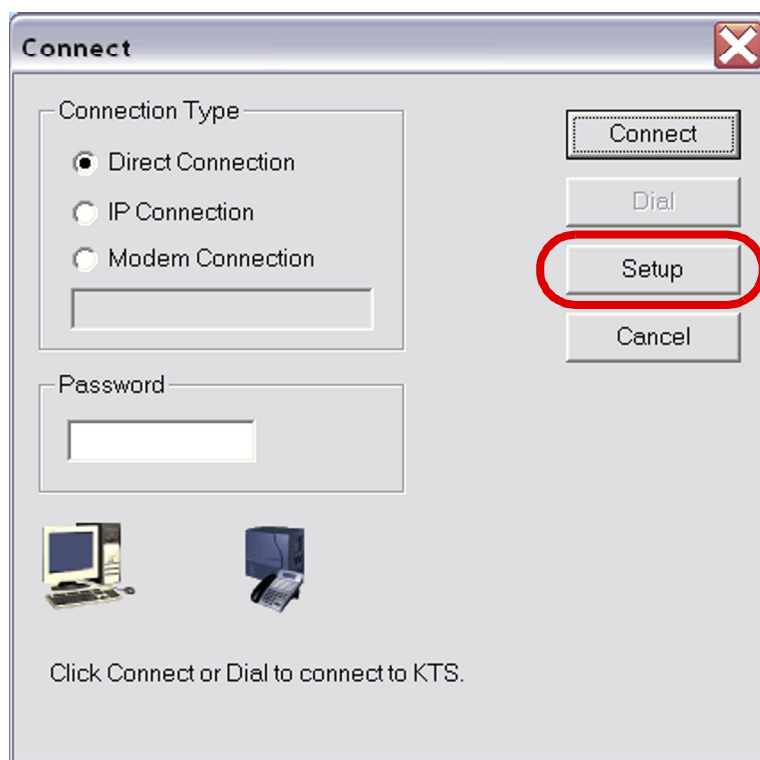 Connect
Connection Type
Direct Connection
IP Connection
Modem Connection
Password
Connect
Dial
Setup
Cancel
Click Connect or Dial to connect to KTS.